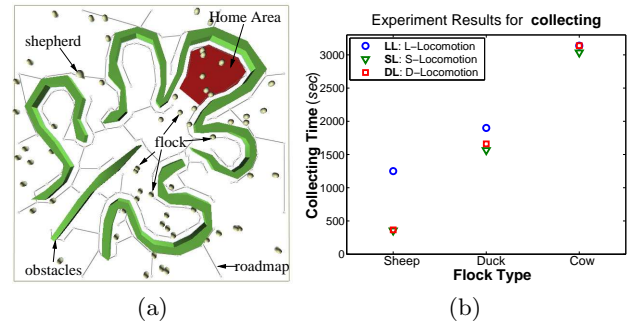 Home Area
shepherd
flock
obstacles
roadmap
(a)
Experiment Results for collecting
LL: L-Locomotion
SL: S-Locomotion
DL: D-Locomotion
Collecting Time (sec)
3000
2500
2000
1500
1000
500
0
Sheep Duck Cow
Flock Type
(b)